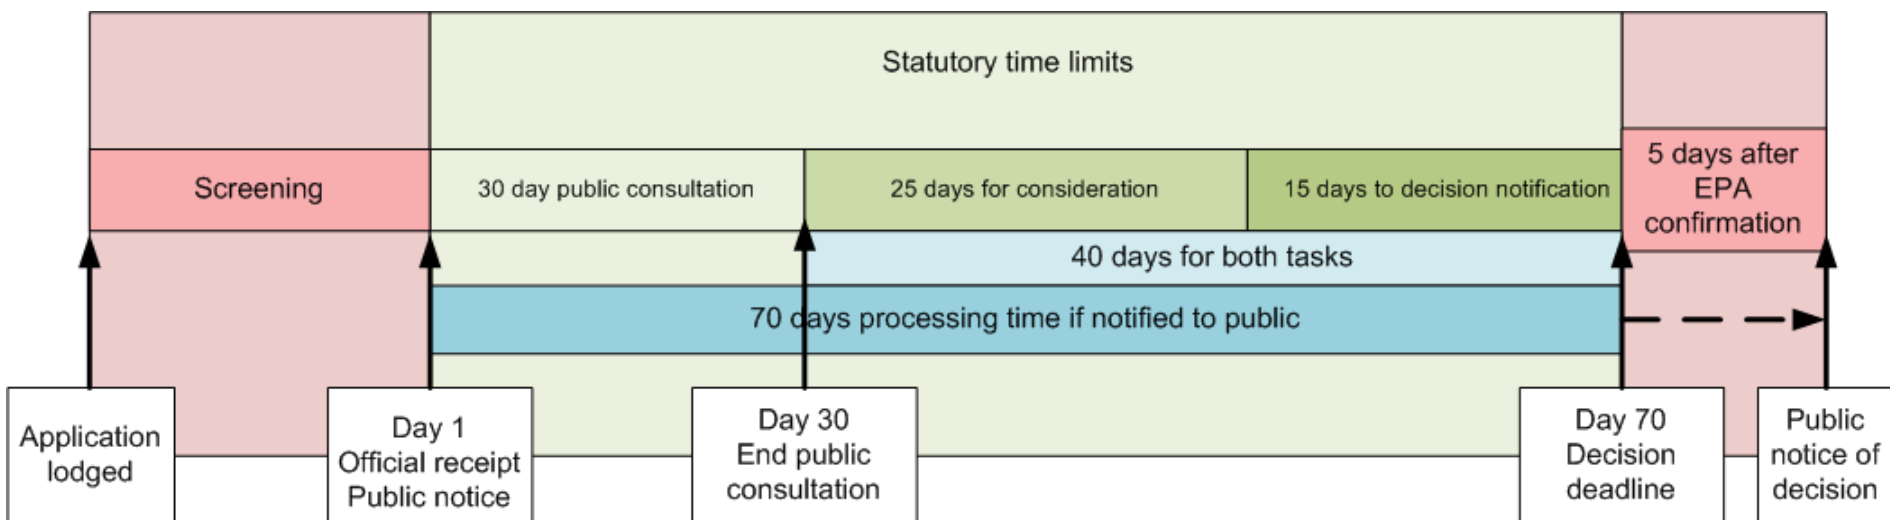 Statutory time limits
Screening
30 day public consultation
25 days for consideration
15 days to decision notification
5 days after
EPA
confirmation
40 days for both tasks
70 days processing time if notified to public
Application
lodged
Day 1
Official receipt
Public notice
Day 30
End public
consultation
Day 70
Decision
deadline
Public
notice of
decision